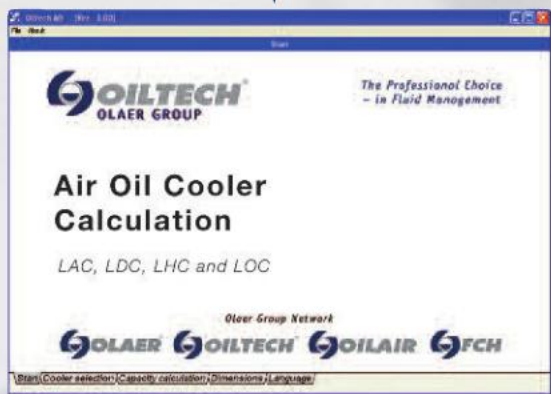 File
Start
OILTECH
OLAER GROUP
The Professional Choice
– in Fluid Management
Air Oil Cooler
Calculation
LAC, LDC, LHC and LOC
Olaer Group Network
OLAER OILTECH OILAIR FCH
Start Cooler selection Capacity calculation Dimensions Language